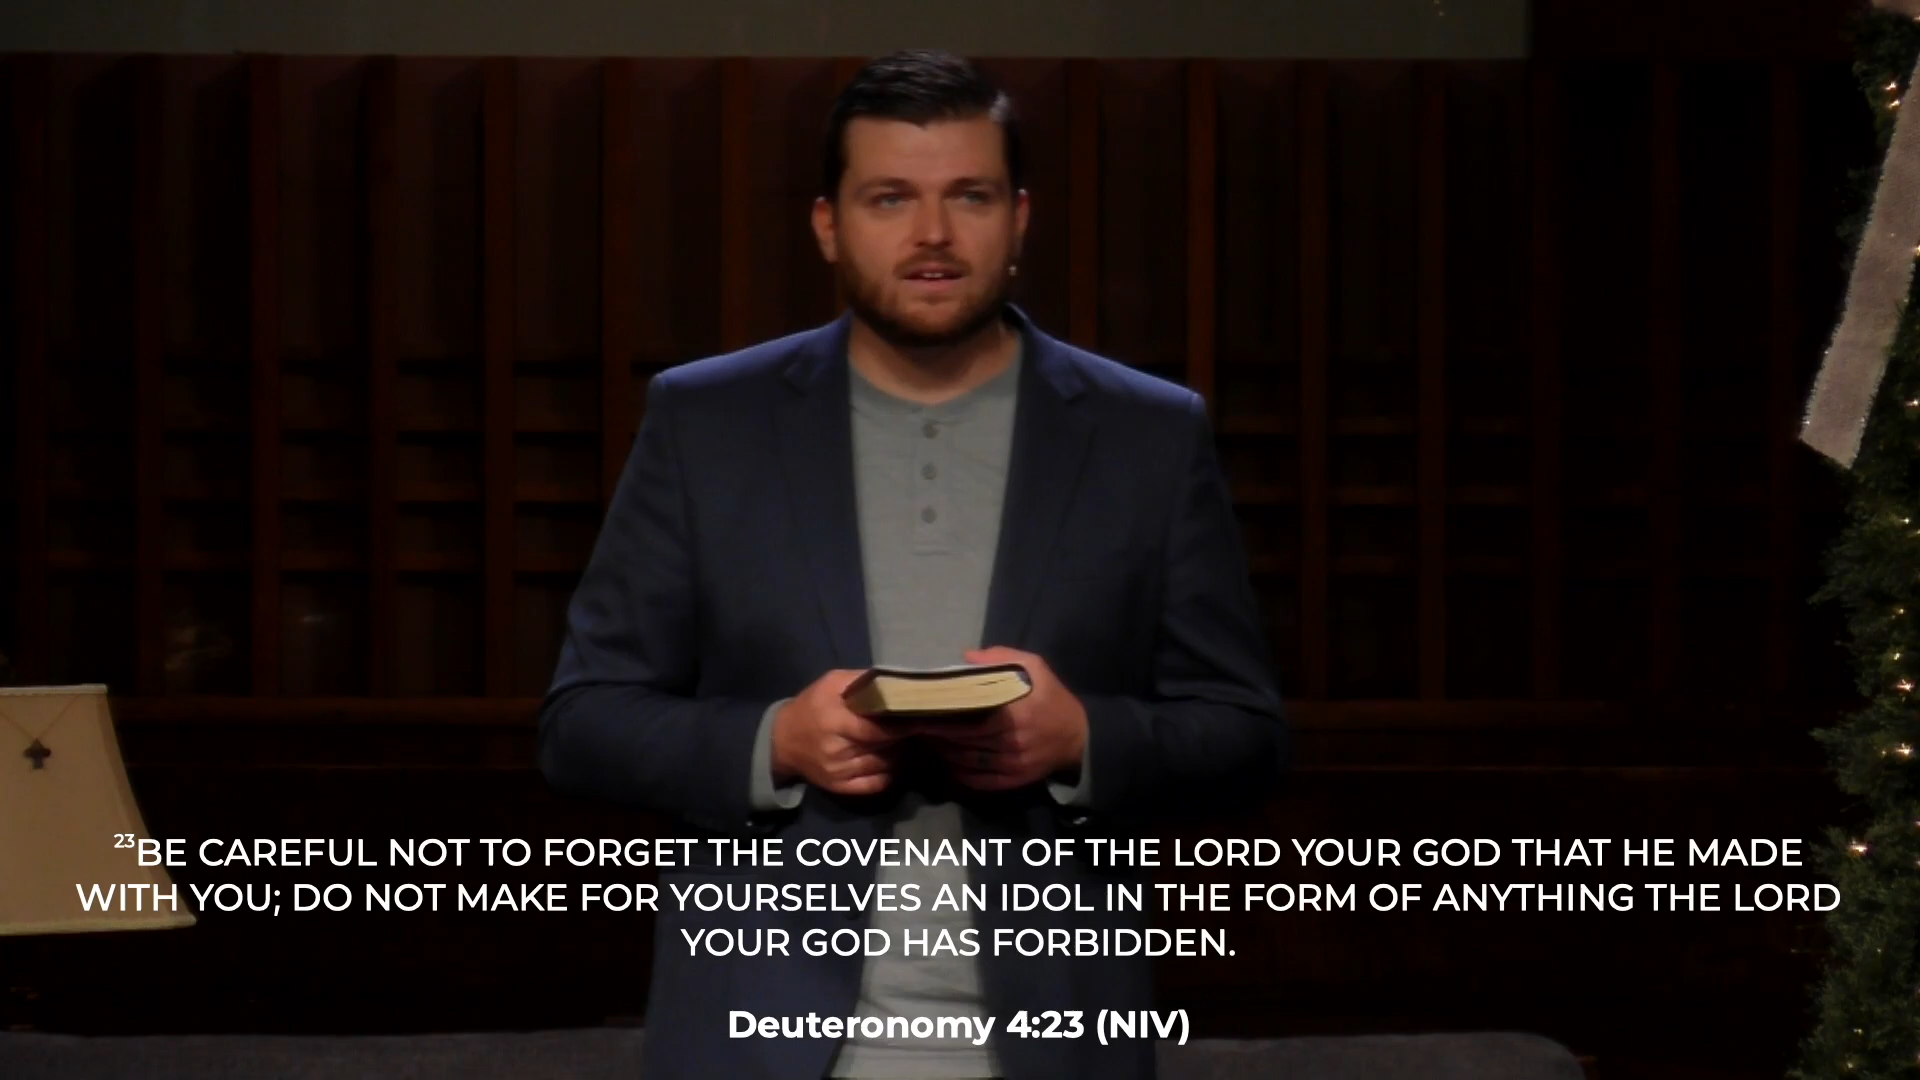 ²³BE CAREFUL NOT TO FORGET THE COVENANT OF THE LORD YOUR GOD THAT HE MADE
WITH YOU; DO NOT MAKE FOR YOURSELVES AN IDOL IN THE FORM OF ANYTHING THE LORD
YOUR GOD HAS FORBIDDEN.
Deuteronomy 4:23 (NIV)